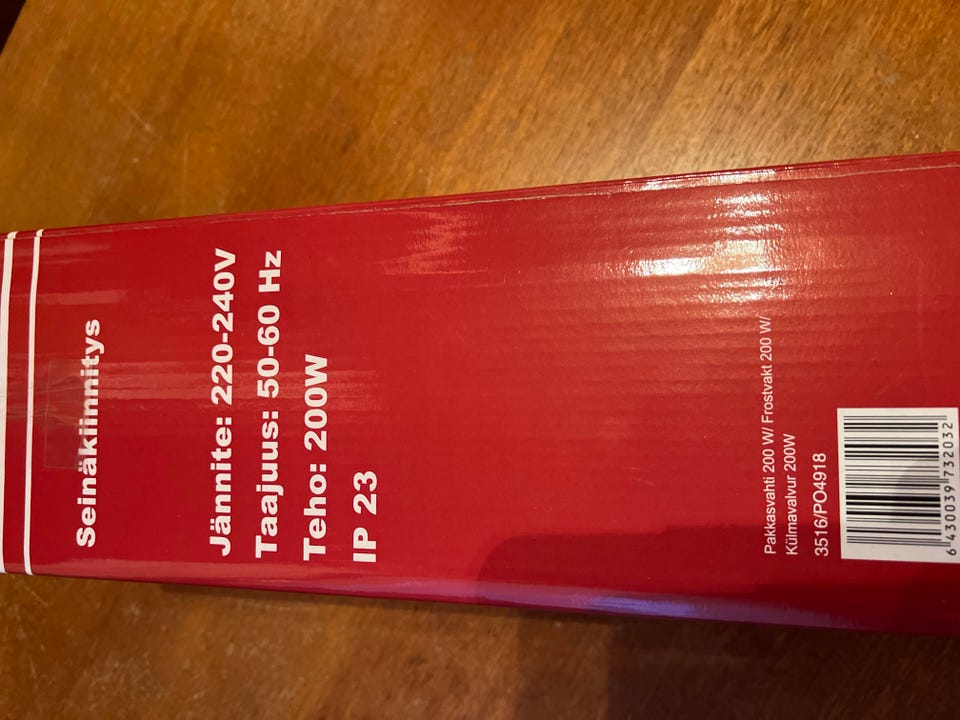 Seinäkiinnitys
Jännite: 220-240V
Taajuus: 50-60 Hz
Teho: 200W
IP 23
Pakkasvahti 200 W/ Frostvakt 200 W/
Külmavalvur 200W
3516/PO4918
6 430039 732032